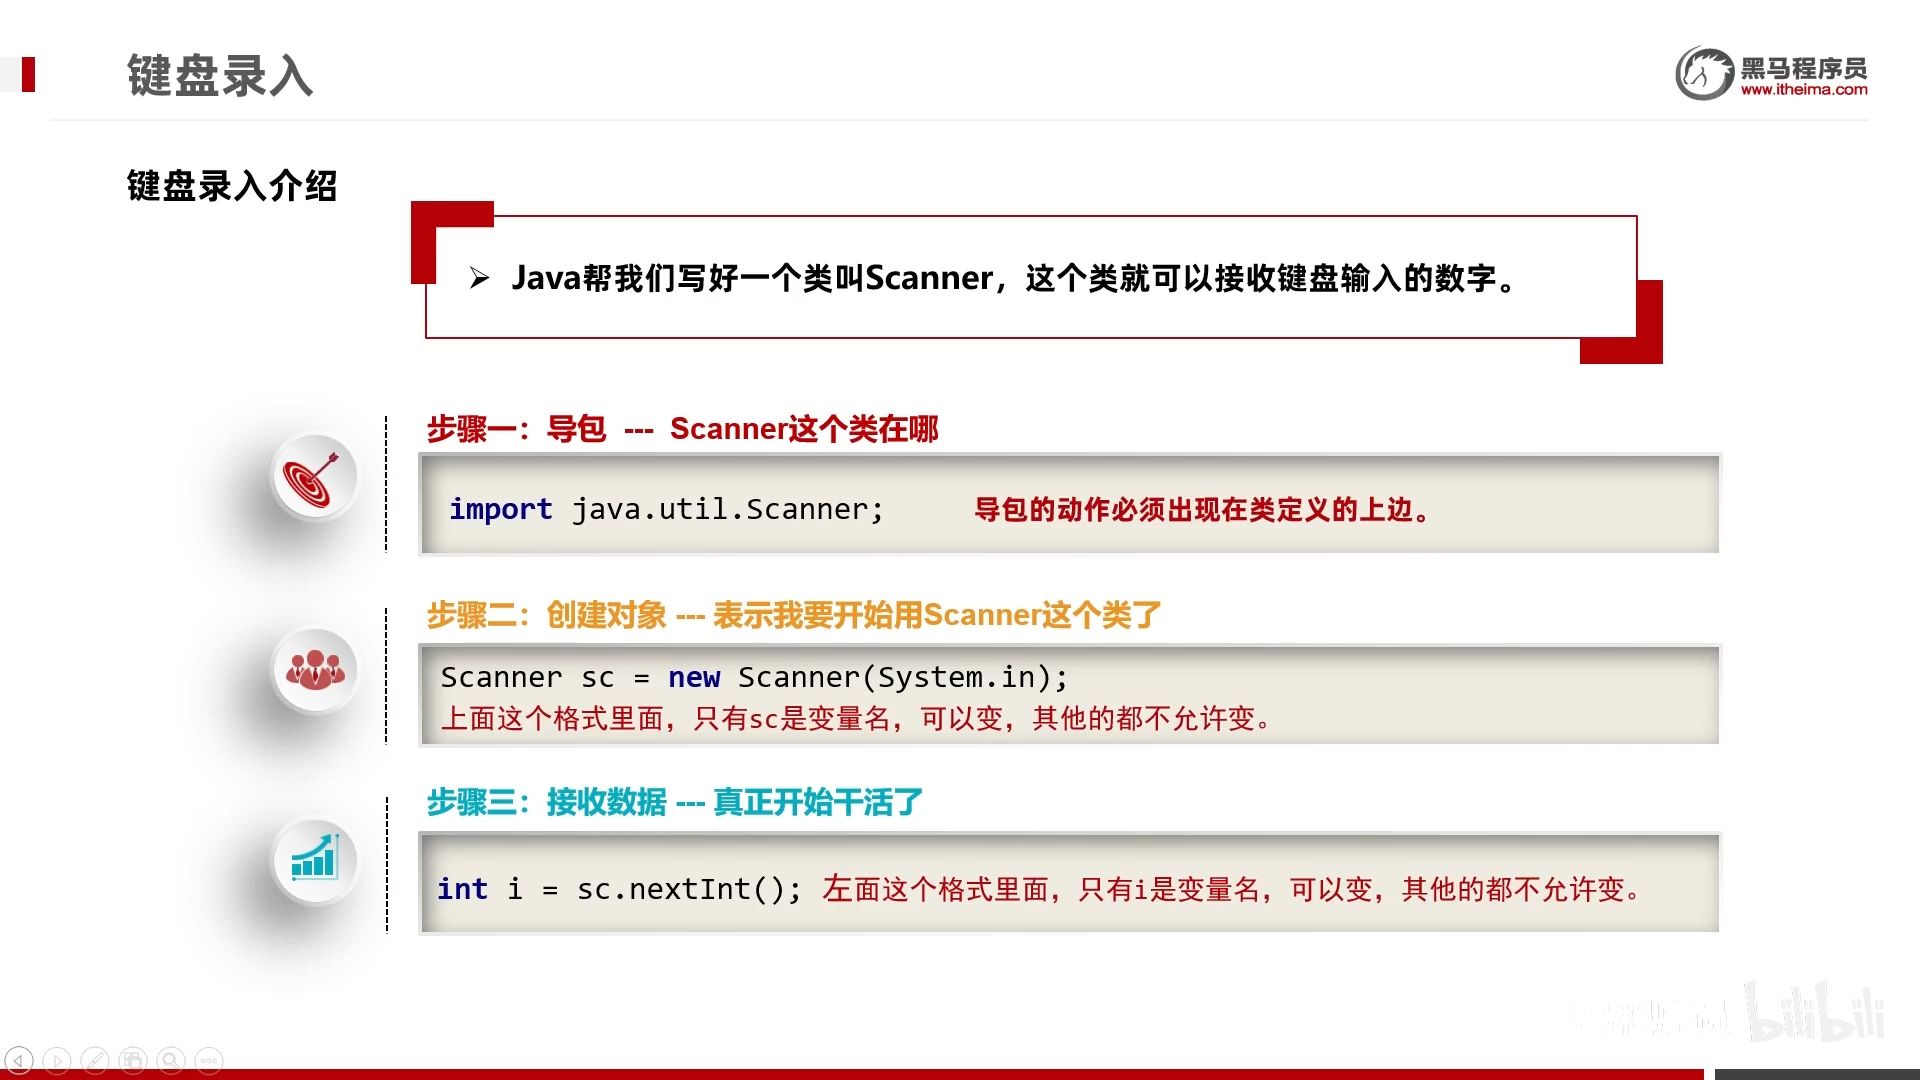 键盘录入
黑马程序员
www.itheima.com
键盘录入介绍
➢ Java帮我们写好一个类叫Scanner，这个类就可以接收键盘输入的数字。
步骤一：导包 --- Scanner这个类在哪
import java.util.Scanner; 导包的动作必须出现在类定义的上边。
步骤二：创建对象 --- 表示我要开始用Scanner这个类了
Scanner sc = new Scanner(System.in);
上面这个格式里面，只有sc是变量名，可以变，其他的都不允许变。
步骤三：接收数据 --- 真正开始干活了
int i = sc.nextInt(); 左面这个格式里面，只有i是变量名，可以变，其他的都不允许变。
bilibili